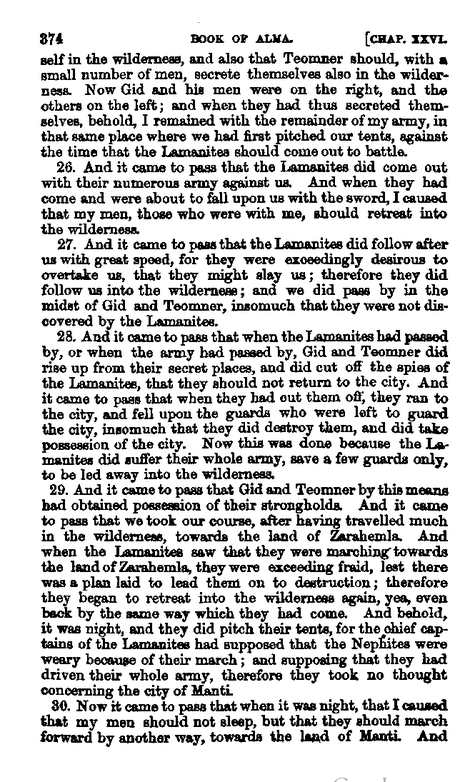 374 BOOK OF ALMA. [CHAP. XXVI.
self in the wilderness, and also that Teomner should, with a
small number of men, secrete themselves also in the wilder-
ness. Now Gid and his men were on the right, and the
others on the left; and when they had thus secreted them-
selves, behold, I remained with the remainder of my army, in
that same place where we had first pitched our tents, against
the time that the Lamanites should come out to battle.
26. And it came to pass that the Lamanites did come out
with their numerous army against us. And when they had
come and were about to fall upon us with the sword, I caused
that my men, those who were with me, should retreat into
the wilderness.
27. And it came to pass that the Lamanites did follow after
us with great speed, for they were exceedingly desirous to
overtake us, that they might slay us; therefore they did
follow us into the wilderness; and we did pass by in the
midst of Gid and Teomner, insomuch that they were not dis-
covered by the Lamanites.
28. And it came to pass that when the Lamanites had passed
by, or when the army had passed by, Gid and Teomner did
rise up from their secret places, and did cut off the spies of
the Lamanites, that they should not return to the city. And
it came to pass that when they had cut them off, they ran to
the city, and fell upon the guards who were left to guard
the city, insomuch that they did destroy them, and did take
possession of the city. Now this was done because the La-
manites did suffer their whole army, save a few guards only,
to be led away into the wilderness.
29. And it came to pass that Gid and Teomner by this means
had obtained possession of their strongholds. And it came
to pass that we took our course, after having travelled much
in the wilderness, towards the land of Zarahemla. And
when the Lamanites saw that they were marching towards
the land of Zarahemla, they were exceeding fraid, lest there
was a plan laid to lead them on to destruction; therefore
they began to retreat into the wilderness again, yea, even
back by the same way which they had come. And behold,
it was night, and they did pitch their tents, for the chief cap-
tains of the Lamanites had supposed that the Nephites were
weary because of their march; and supposing that they had
driven their whole army, therefore they took no thought
concerning the city of Manti.
30. Now it came to pass that when it was night, that I caused
that my men should not sleep, but that they should march
forward by another way, towards the land of Manti. And